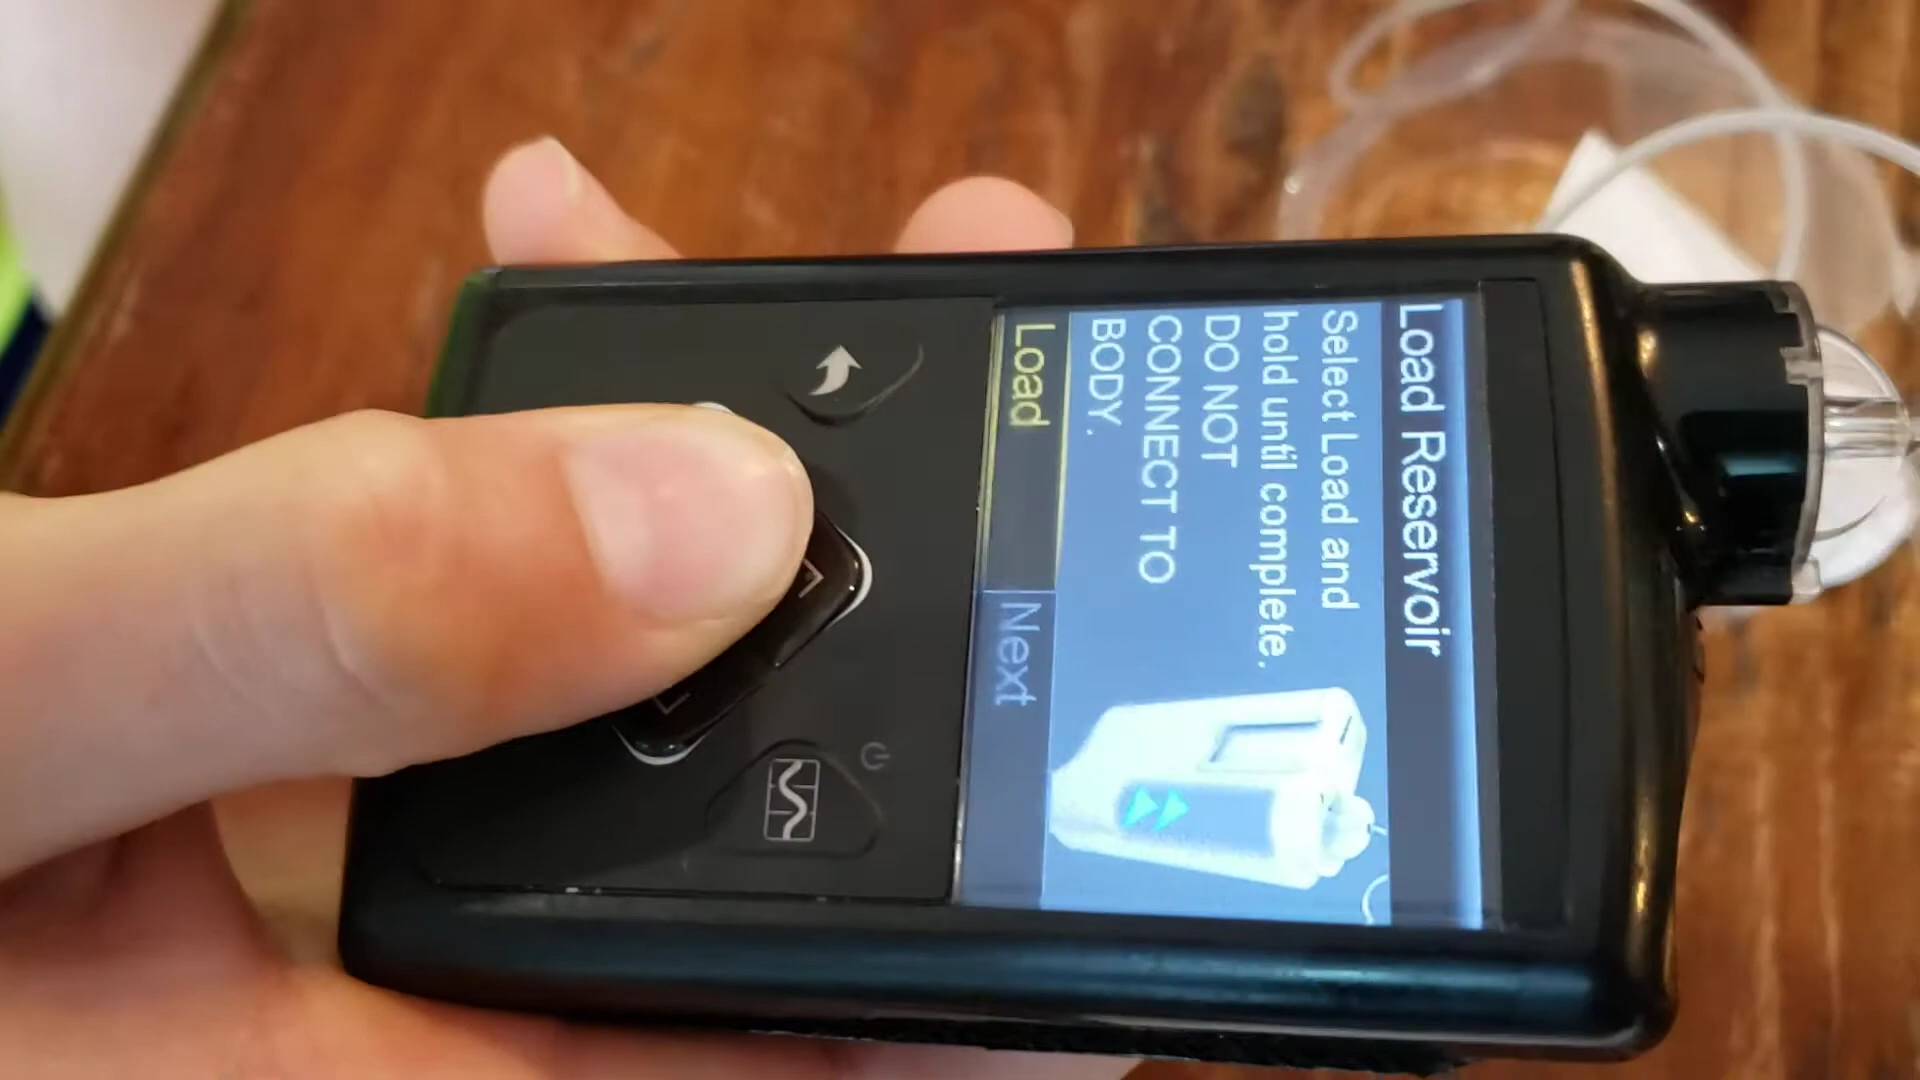 Load Reservoir
Select Load and
hold until complete.
DO NOT
CONNECT TO
BODY.
Load
Next